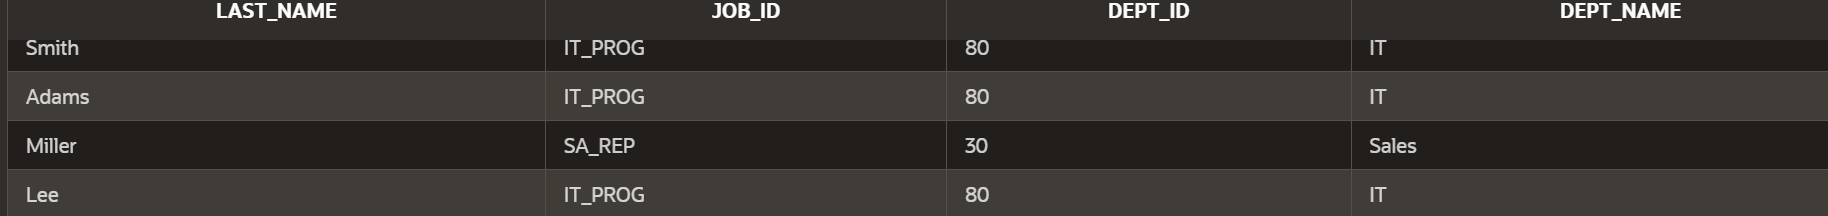 LAST_NAME JOB_ID DEPT_ID DEPT_NAME
Smith IT_PROG 80 IT
Adams IT_PROG 80 IT
Miller SA_REP 30 Sales
Lee IT_PROG 80 IT